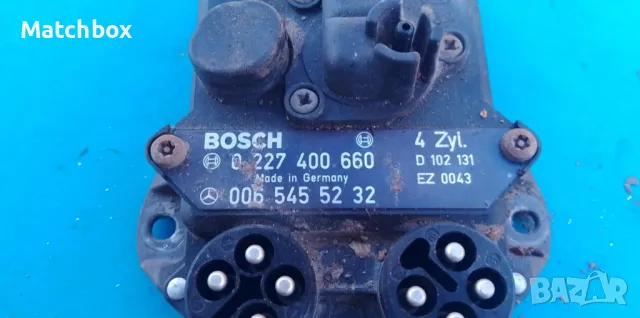 Matchbox
BOSCH
4 Zyl.
0 227 400 660
D 102 131
Made in Germany
EZ 0043
006 545 52 32
BAZAR